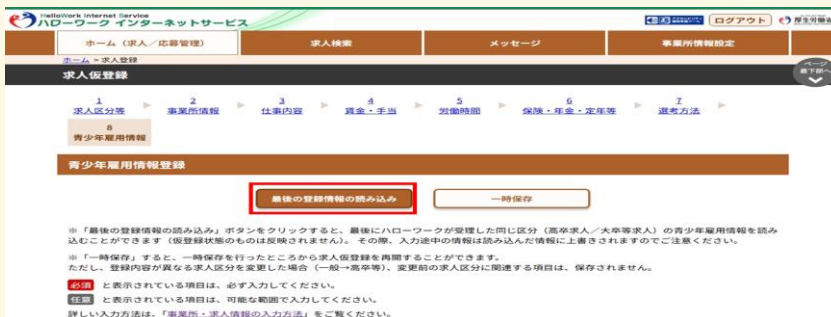 HelloWork Internet Service
ハローワーク インターネットサービス
ログアウト
厚生労働省
ホーム（求人／応募管理）
求人検索
メッセージ
事業所情報設定
ホーム > 求人登録
求人仮登録
ページ
最下部へ
1
求人区分等
2
事業所情報
3
仕事内容
4
賃金・手当
5
労働時間
6
保険・年金・定年等
7
選考方法
8
青少年雇用情報
青少年雇用情報登録
最後の登録情報の読み込み
一時保存
※「最後の登録情報の読み込み」ボタンをクリックすると、最後にハローワークが受理した同じ区分（高卒求人／大卒等求人）の青少年雇用情報を読み
込むことができます（仮登録状態のものは反映されません）。その際、入力途中の情報は読み込んだ情報に上書きされますのでご注意ください。
※「一時保存」すると、一時保存を行ったところから求人仮登録を再開することができます。
ただし、登録内容が異なる求人区分を変更した場合（一般→高卒等）、変更前の求人区分に関連する項目は、保存されません。
必須 と表示されている項目は、必ず入力してください。
任意 と表示されている項目は、可能な範囲で入力してください。
詳しい入力方法は、「事業所・求人情報の入力方法」をご覧ください。